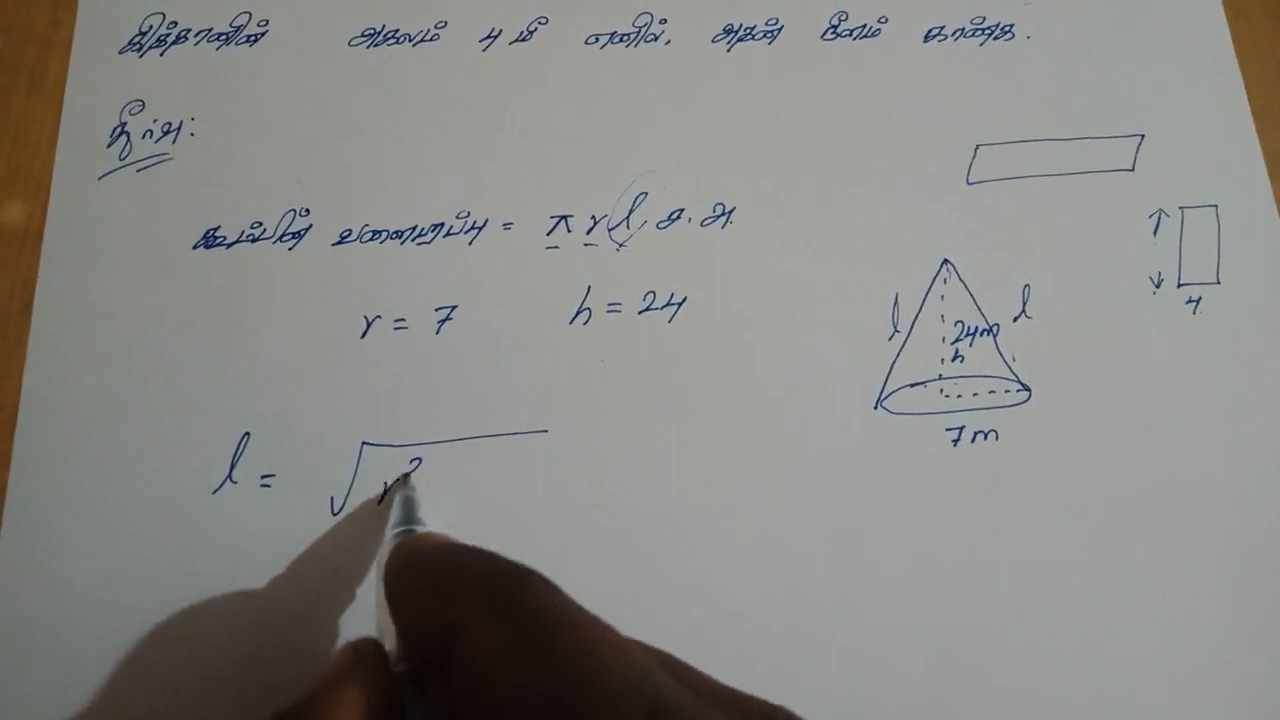 கித்தானின் அகலம் 4 மீ எனில், அதன் நீளம் காண்க.
தீர்வு:
கூம்பின் வளைபரப்பு = π r l ச. அ.
r = 7 h = 24
l = √ r²
l
l
24m
h
7m
4